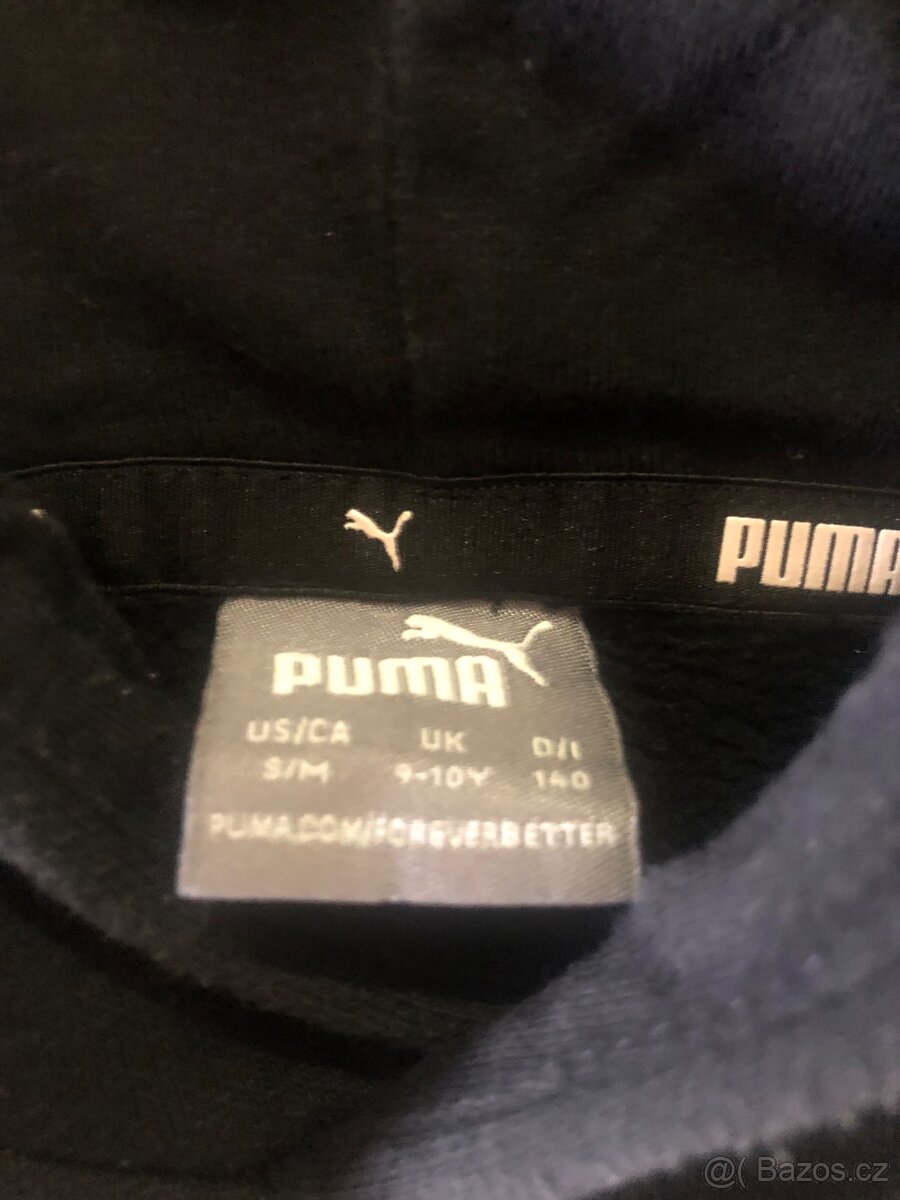 PUMA
PUMA
US/CA UK D/I
S/M 9-10Y 140
PUMA.COM/FOREVERBETTER
@( Bazos.cz